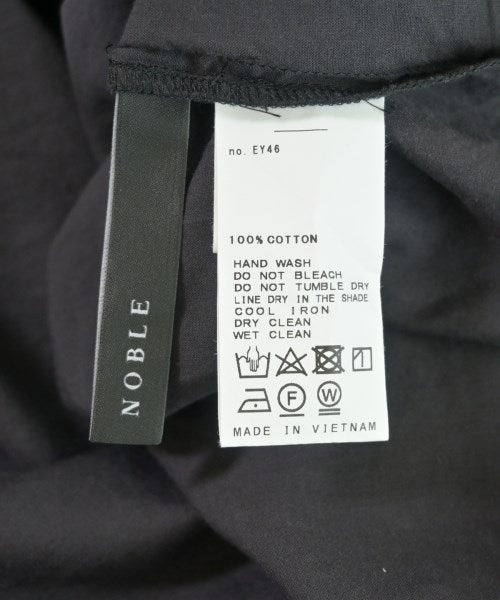 no. EY46
100% COTTON
HAND WASH
DO NOT BLEACH
DO NOT TUMBLE DRY
LINE DRY IN THE SHADE
COOL IRON
DRY CLEAN
WET CLEAN
F
W
MADE IN VIETNAM
NOBLE